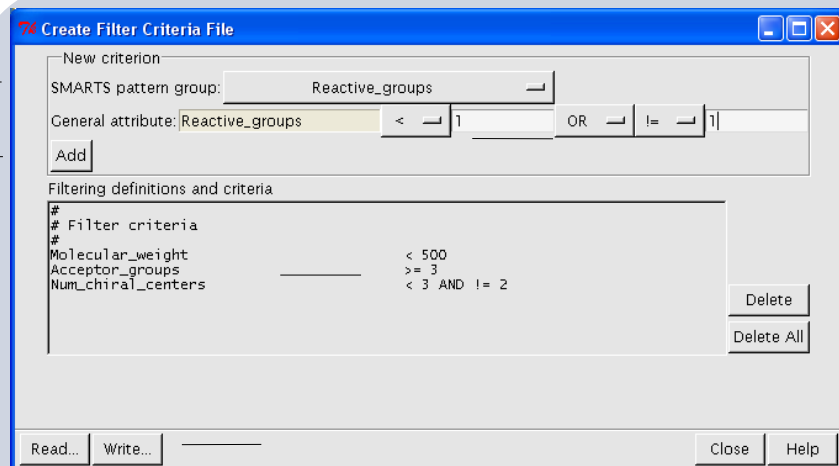 Create Filter Criteria File
New criterion
SMARTS pattern group: Reactive_groups
General attribute: Reactive_groups < 1 OR != 1
Add
Filtering definitions and criteria
#
# Filter criteria
#
Molecular_weight < 500
Acceptor_groups >= 3
Num_chiral_centers < 3 AND != 2
Delete
Delete All
Read... Write... Close Help